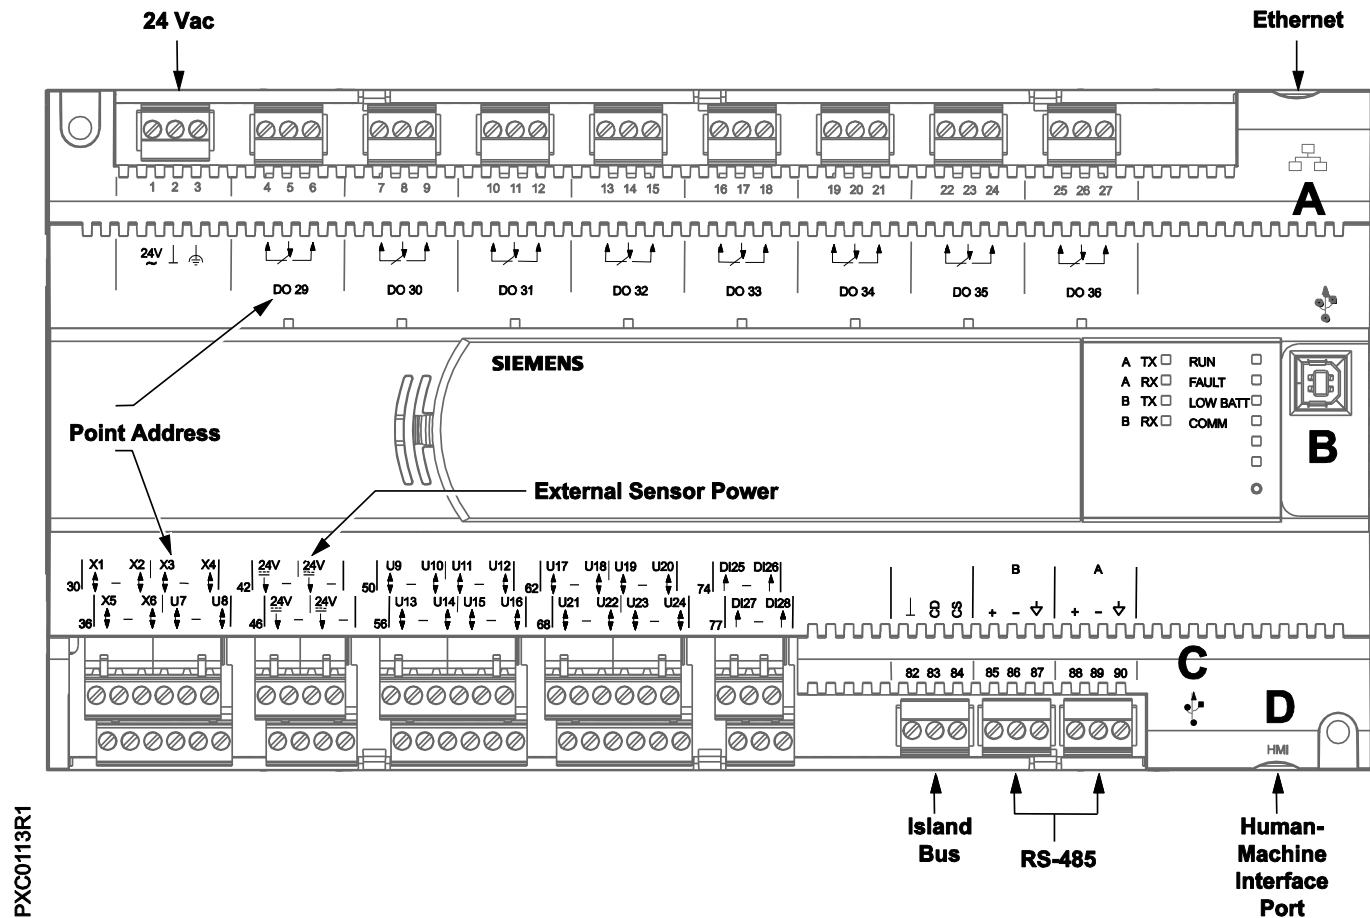 24 Vac
Ethernet
1 2 3 4 5 6 7 8 9 10 11 12 13 14 15 16 17 18 19 20 21 22 23 24 25 26 27
A
24V
~
DO 29 DO 30 DO 31 DO 32 DO 33 DO 34 DO 35 DO 36
SIEMENS
A TX RUN
A RX FAULT
B TX LOW BATT
B RX COMM
B
Point Address
External Sensor Power
X1 X2 X3 X4 24V 24V U9 U10 U11 U12 U17 U18 U19 U20 DI25 DI26 B A
30 42 50 62 74
X5 X6 U7 U8 24V 24V U13 U14 U15 U16 U21 U22 U23 U24 DI27 DI28 CD CS + - + -
36 46 56 68 77
82 83 84 85 86 87 88 89 90
C
D
HMI
Island
Bus
RS-485
Human-
Machine
Interface
Port
PXC0113R1